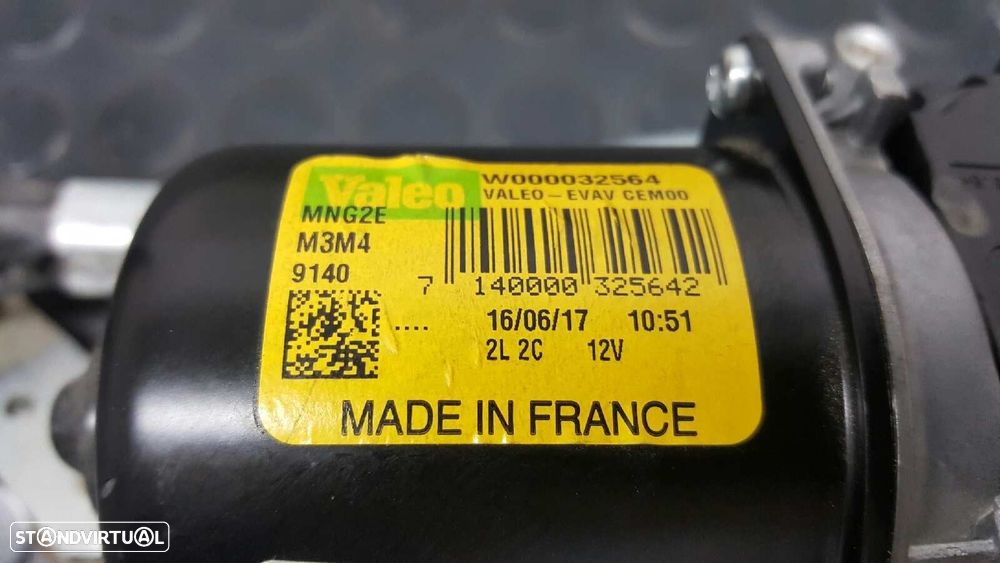 Valeo
W000032564
VALEO-EVAV CEM00
MNG2E
M3M4
9140
7 140000 325642
.... 16/06/17 10:51
2L 2C 12V
MADE IN FRANCE
STANDVIRTUAL